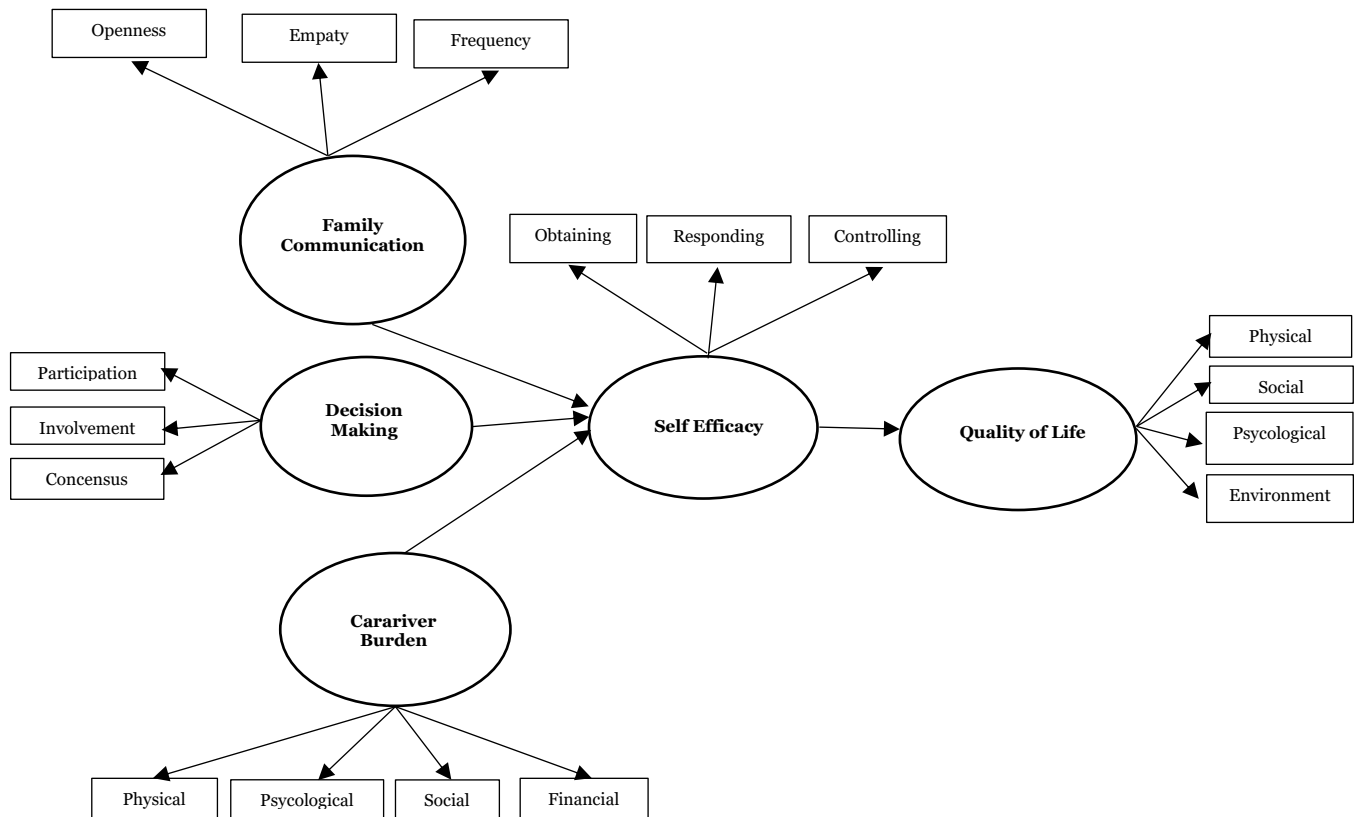 Openness
Empaty
Frequency
Family
Communication
Obtaining
Responding
Controlling
Participation
Involvement
Concensus
Decision
Making
Self Efficacy
Quality of Life
Physical
Social
Psycological
Environment
Carariver
Burden
Physical
Psycological
Social
Financial